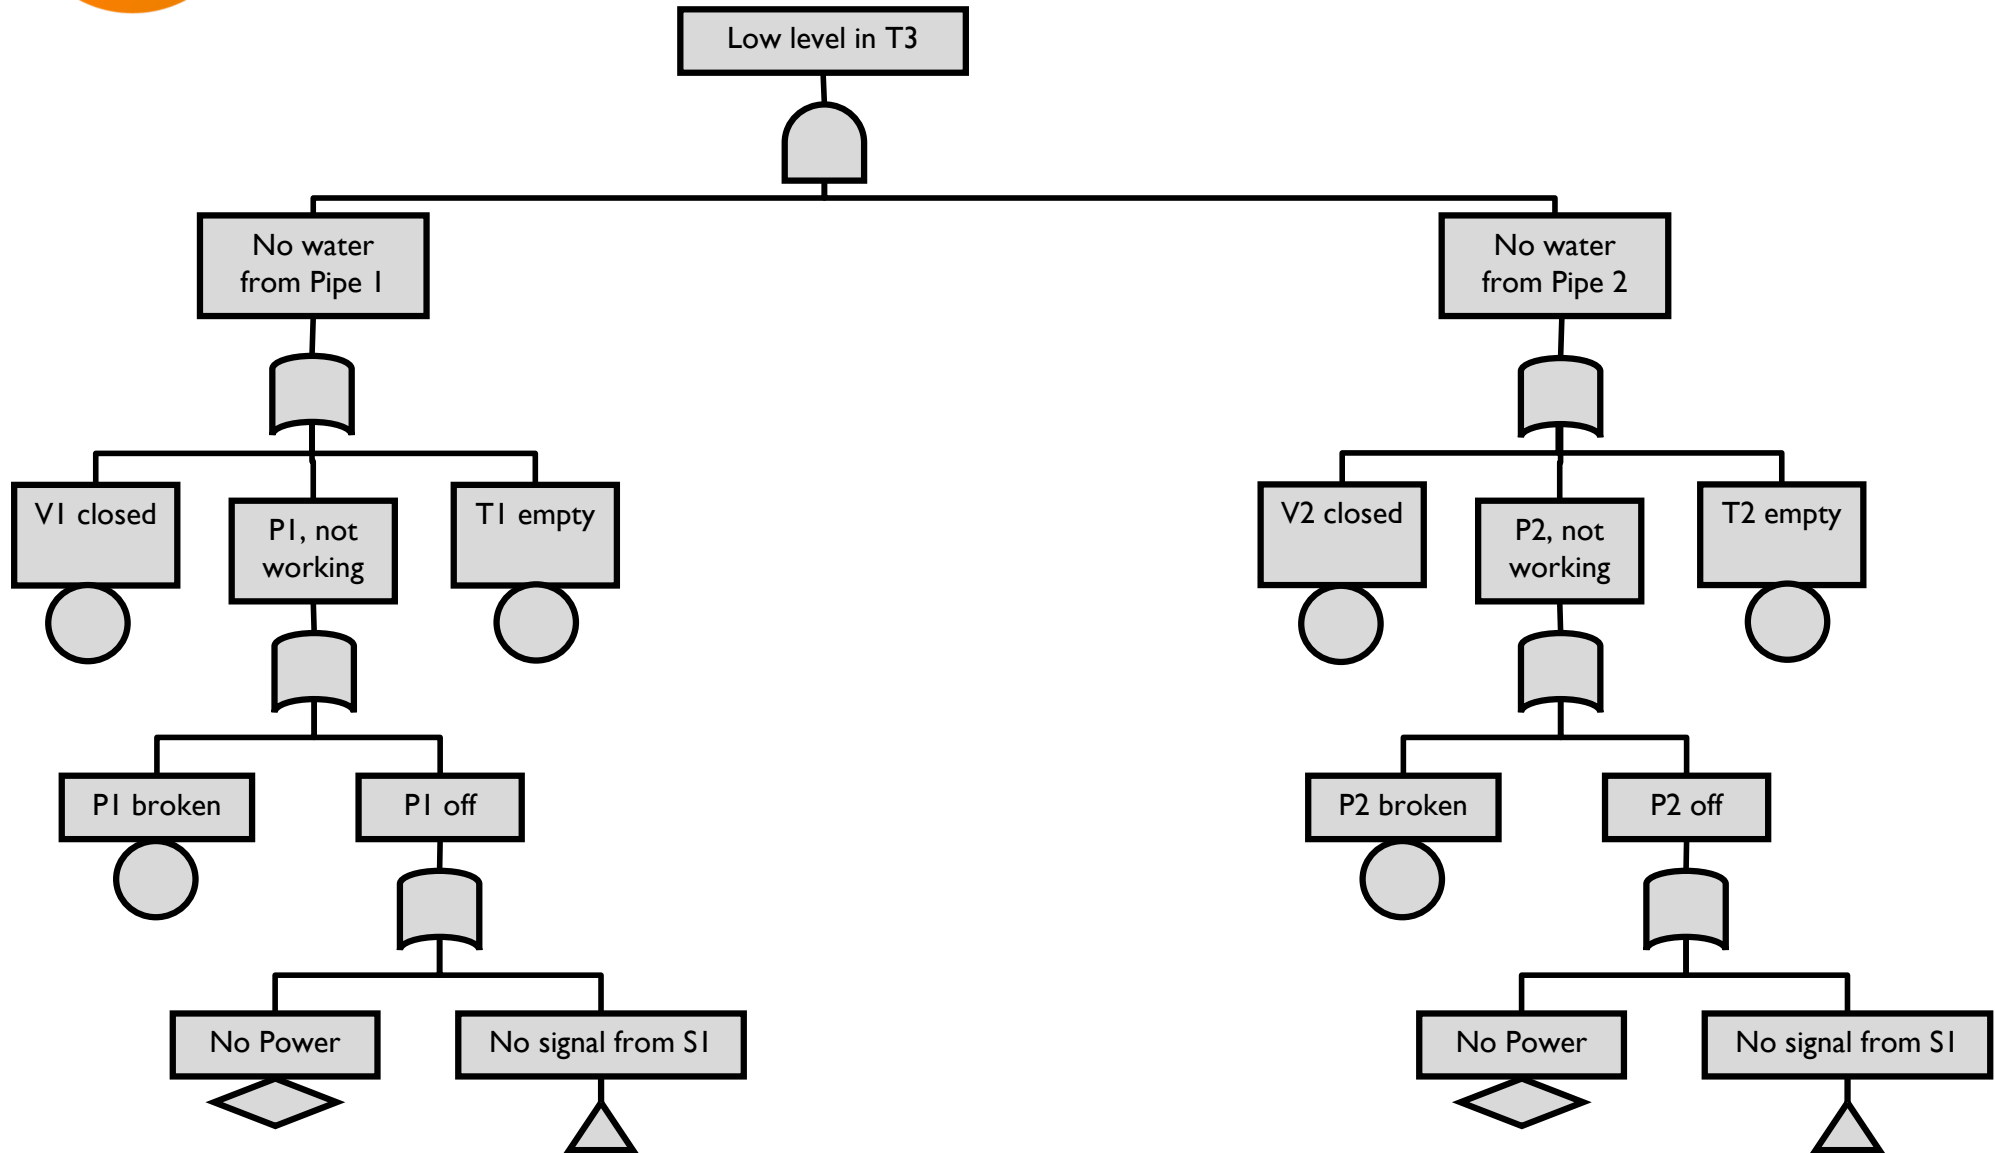 Low level in T3
No water
from Pipe 1
No water
from Pipe 2
V1 closed
P1, not
working
T1 empty
V2 closed
P2, not
working
T2 empty
P1 broken
P1 off
P2 broken
P2 off
No Power
No signal from S1
No Power
No signal from S1